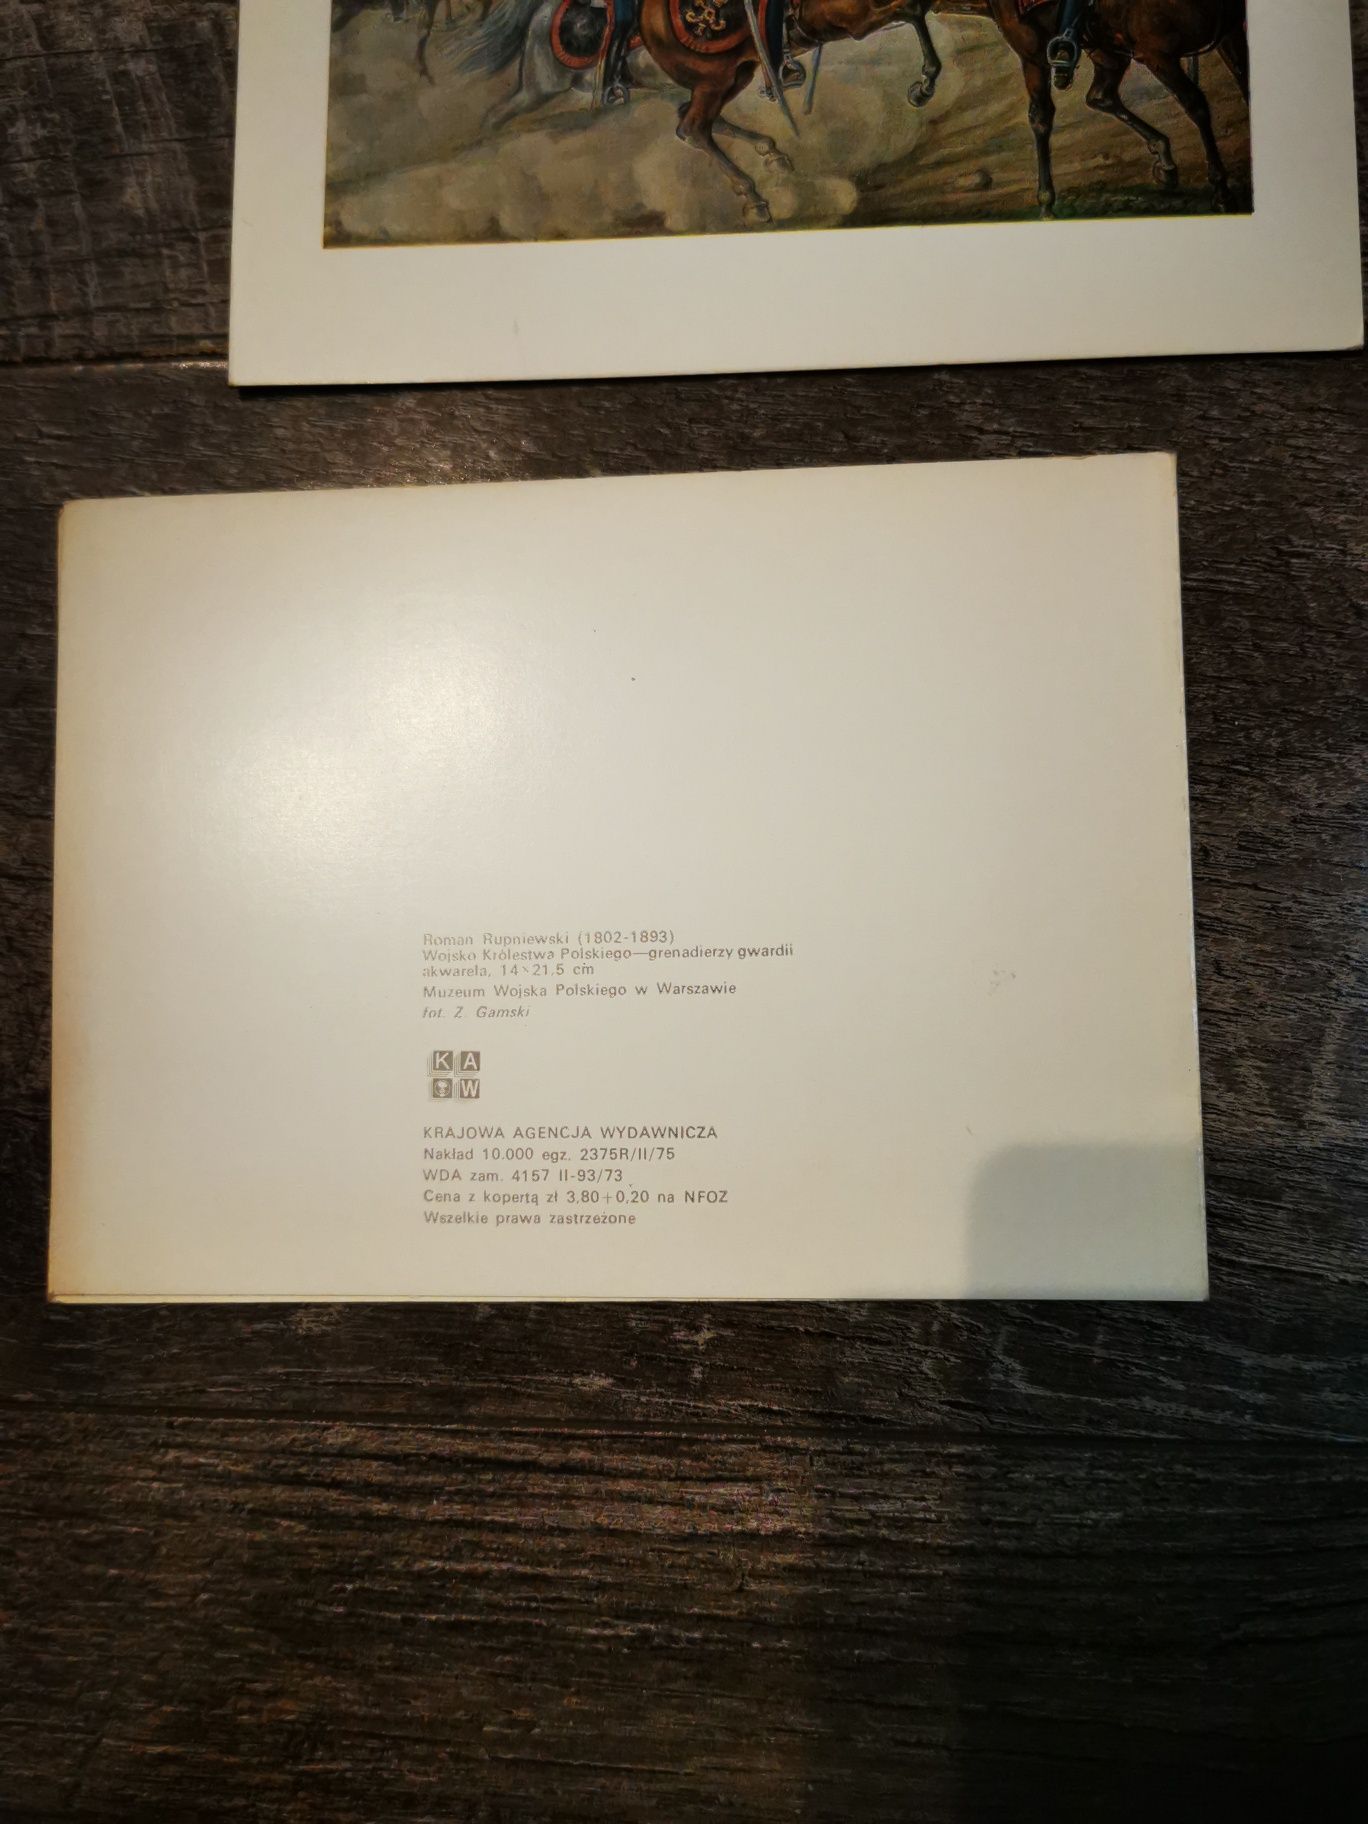 Roman Rupniewski (1802-1893)
Wojsko Królestwa Polskiego—grenadierzy gwardii
akwarela, 14×21,5 cm
Muzeum Wojska Polskiego w Warszawie
fot. Z. Gamski
K A
W
KRAJOWA AGENCJA WYDAWNICZA
Nakład 10.000 egz. 2375R/II/75
WDA zam. 4157 II-93/73
Cena z kopertą zł 3,80+0,20 na NFOZ
Wszelkie prawa zastrzeżone